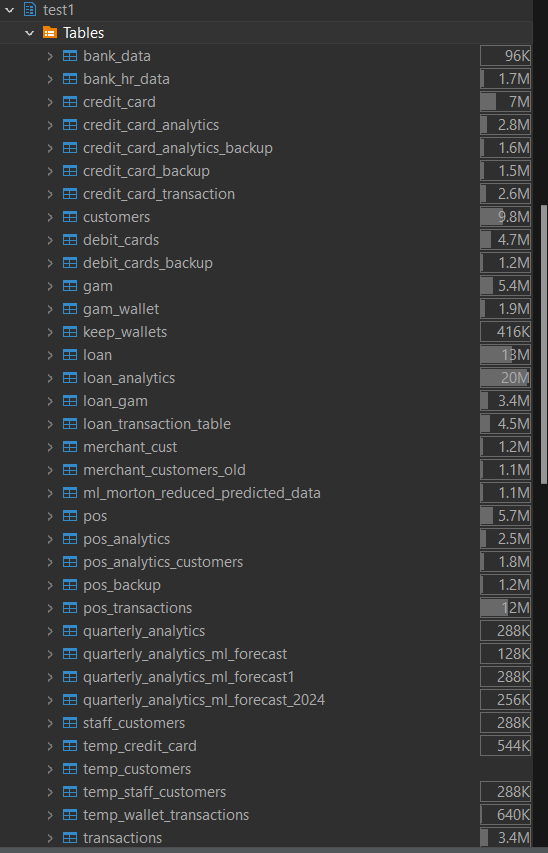 test1
Tables
bank_data 96K
bank_hr_data 1.7M
credit_card 7M
credit_card_analytics 2.8M
credit_card_analytics_backup 1.6M
credit_card_backup 1.5M
credit_card_transaction 2.6M
customers 9.8M
debit_cards 4.7M
debit_cards_backup 1.2M
gam 5.4M
gam_wallet 1.9M
keep_wallets 416K
loan 13M
loan_analytics 20M
loan_gam 3.4M
loan_transaction_table 4.5M
merchant_cust 1.2M
merchant_customers_old 1.1M
ml_morton_reduced_predicted_data 1.1M
pos 5.7M
pos_analytics 2.5M
pos_analytics_customers 1.8M
pos_backup 1.2M
pos_transactions 12M
quarterly_analytics 288K
quarterly_analytics_ml_forecast 128K
quarterly_analytics_ml_forecast1 288K
quarterly_analytics_ml_forecast_2024 256K
staff_customers 288K
temp_credit_card 544K
temp_customers
temp_staff_customers 288K
temp_wallet_transactions 640K
transactions 3.4M